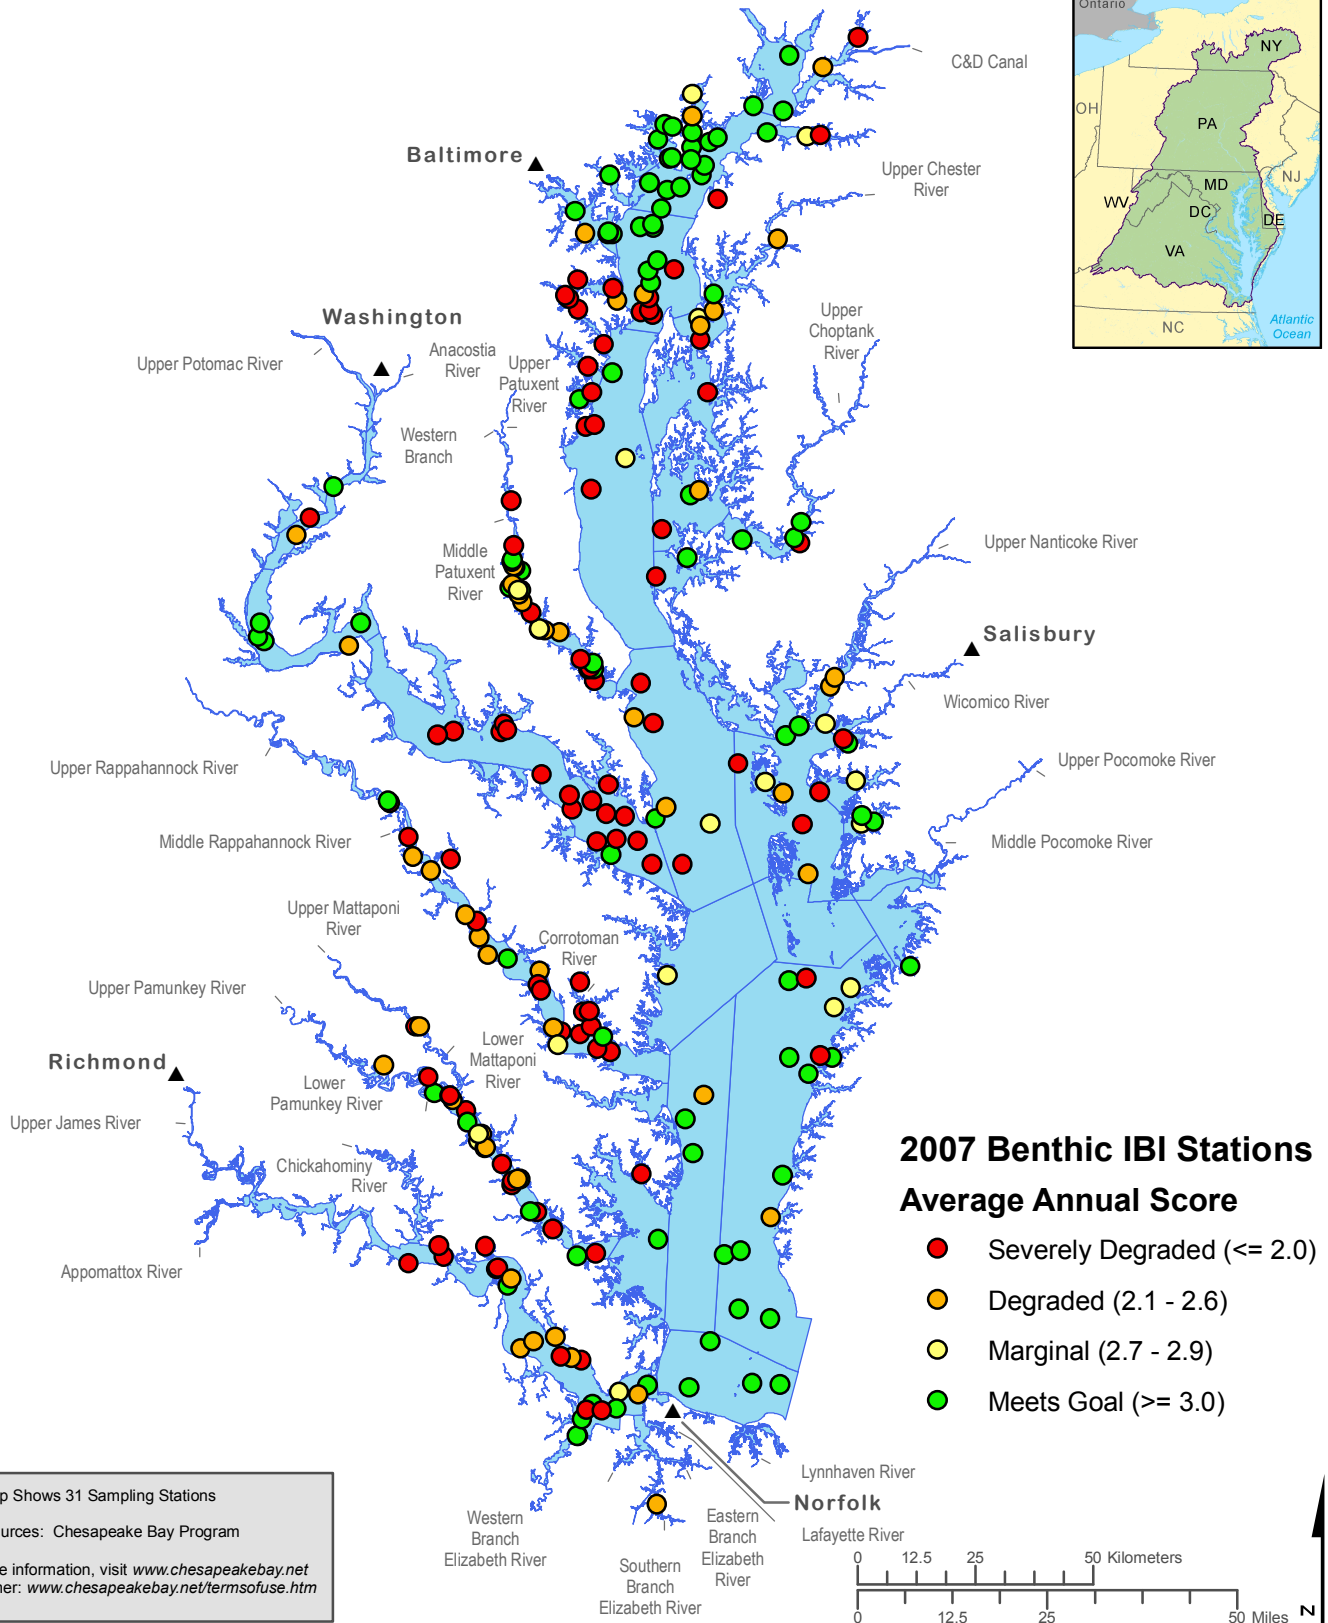 Ontario
NY
OH
PA
NJ
MD
WV
DC
DE
VA
NC
Atlantic
Ocean
C&D Canal
Baltimore
Upper Chester
River
Washington
Upper Potomac River
Anacostia
River
Upper
Patuxent
River
Upper
Choptank
River
Western
Branch
Middle
Patuxent
River
Upper Nanticoke River
Salisbury
Wicomico River
Upper Pocomoke River
Upper Rappahannock River
Middle Rappahannock River
Middle Pocomoke River
Upper Mattaponi
River
Corrotoman
River
Upper Pamunkey River
Lower
Mattaponi
River
Richmond
Lower
Pamunkey River
Upper James River
Chickahominy
River
Appomattox River
2007 Benthic IBI Stations
Average Annual Score
Severely Degraded (<= 2.0)
Degraded (2.1 - 2.6)
Marginal (2.7 - 2.9)
Meets Goal (>= 3.0)
Lynnhaven River
Norfolk
Lafayette River
Western
Branch
Elizabeth River
Eastern
Branch
Elizabeth
River
Southern
Branch
Elizabeth River
p Shows 31 Sampling Stations
urces: Chesapeake Bay Program
e information, visit www.chesapeakebay.net
ner: www.chesapeakebay.net/termsofuse.htm
0 12.5 25 50 Kilometers
0 12.5 25 50 Miles
N